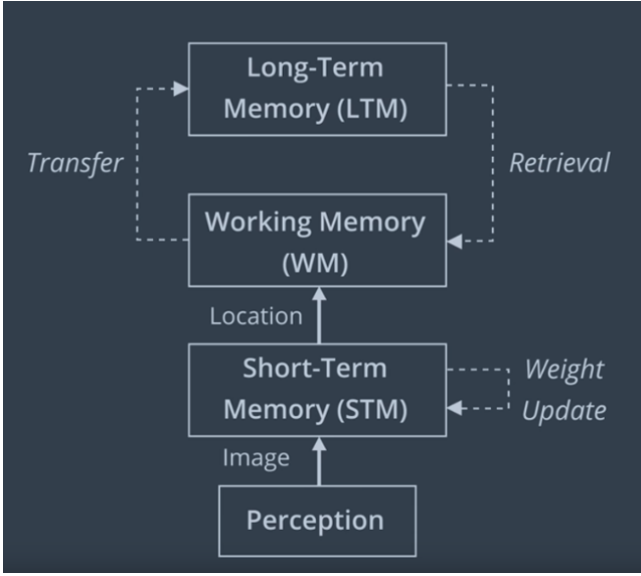 Long-Term
Memory (LTM)
Transfer
Retrieval
Working Memory
(WM)
Location
Short-Term
Memory (STM)
Weight
Update
Image
Perception